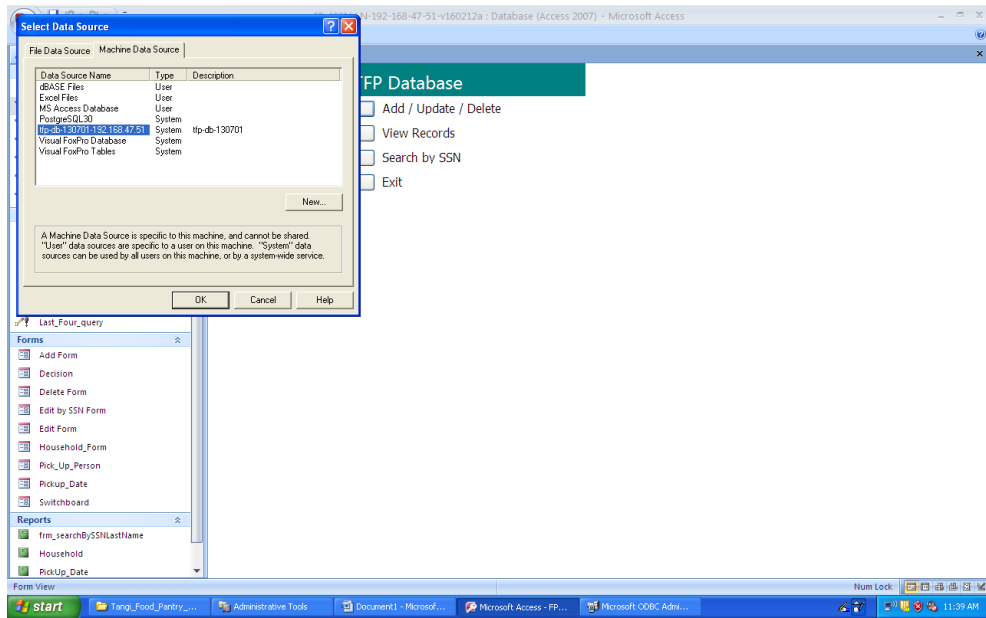 N-192-168-47-51-v160212a : Database (Access 2007) - Microsoft Access
Select Data Source
File Data Source Machine Data Source
Data Source Name Type Description
dBASE Files User
Excel Files User
MS Access Database User
PostgreSQL30 System
tfp-db-130701-192.168.47.51 System tfp-db-130701
Visual FoxPro Database System
Visual FoxPro Tables System
New...
A Machine Data Source is specific to this machine, and cannot be shared.
"User" data sources are specific to a user on this machine. "System" data
sources can be used by all users on this machine, or by a system-wide service.
OK Cancel Help
FP Database
Add / Update / Delete
View Records
Search by SSN
Exit
Last_Four_query
Forms
Add Form
Decision
Delete Form
Edit by SSN Form
Edit Form
Household_Form
Pick_Up_Person
Pickup_Date
Switchboard
Reports
frm_searchBySSNLastName
Household
PickUp_Date
Form View Num Lock
start Tangi_Food_Pantry_... Administrative Tools Document1 - Microsof... Microsoft Access - FP... Microsoft ODBC Admi... 11:39 AM